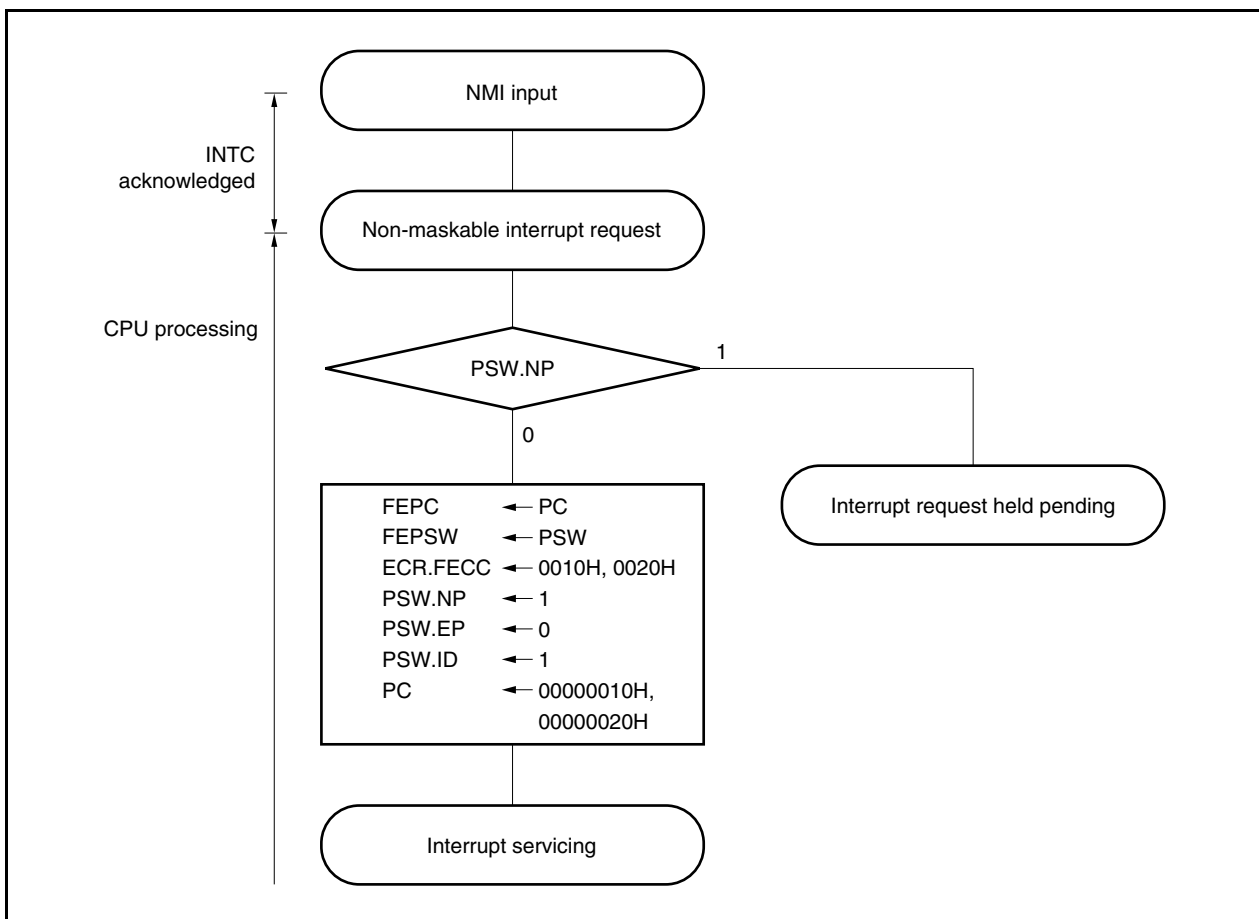 NMI input
INTC
acknowledged
Non-maskable interrupt request
CPU processing
PSW.NP
1
0
Interrupt request held pending
FEPC ← PC
FEPSW ← PSW
ECR.FECC ← 0010H, 0020H
PSW.NP ← 1
PSW.EP ← 0
PSW.ID ← 1
PC ← 00000010H,
00000020H
Interrupt servicing